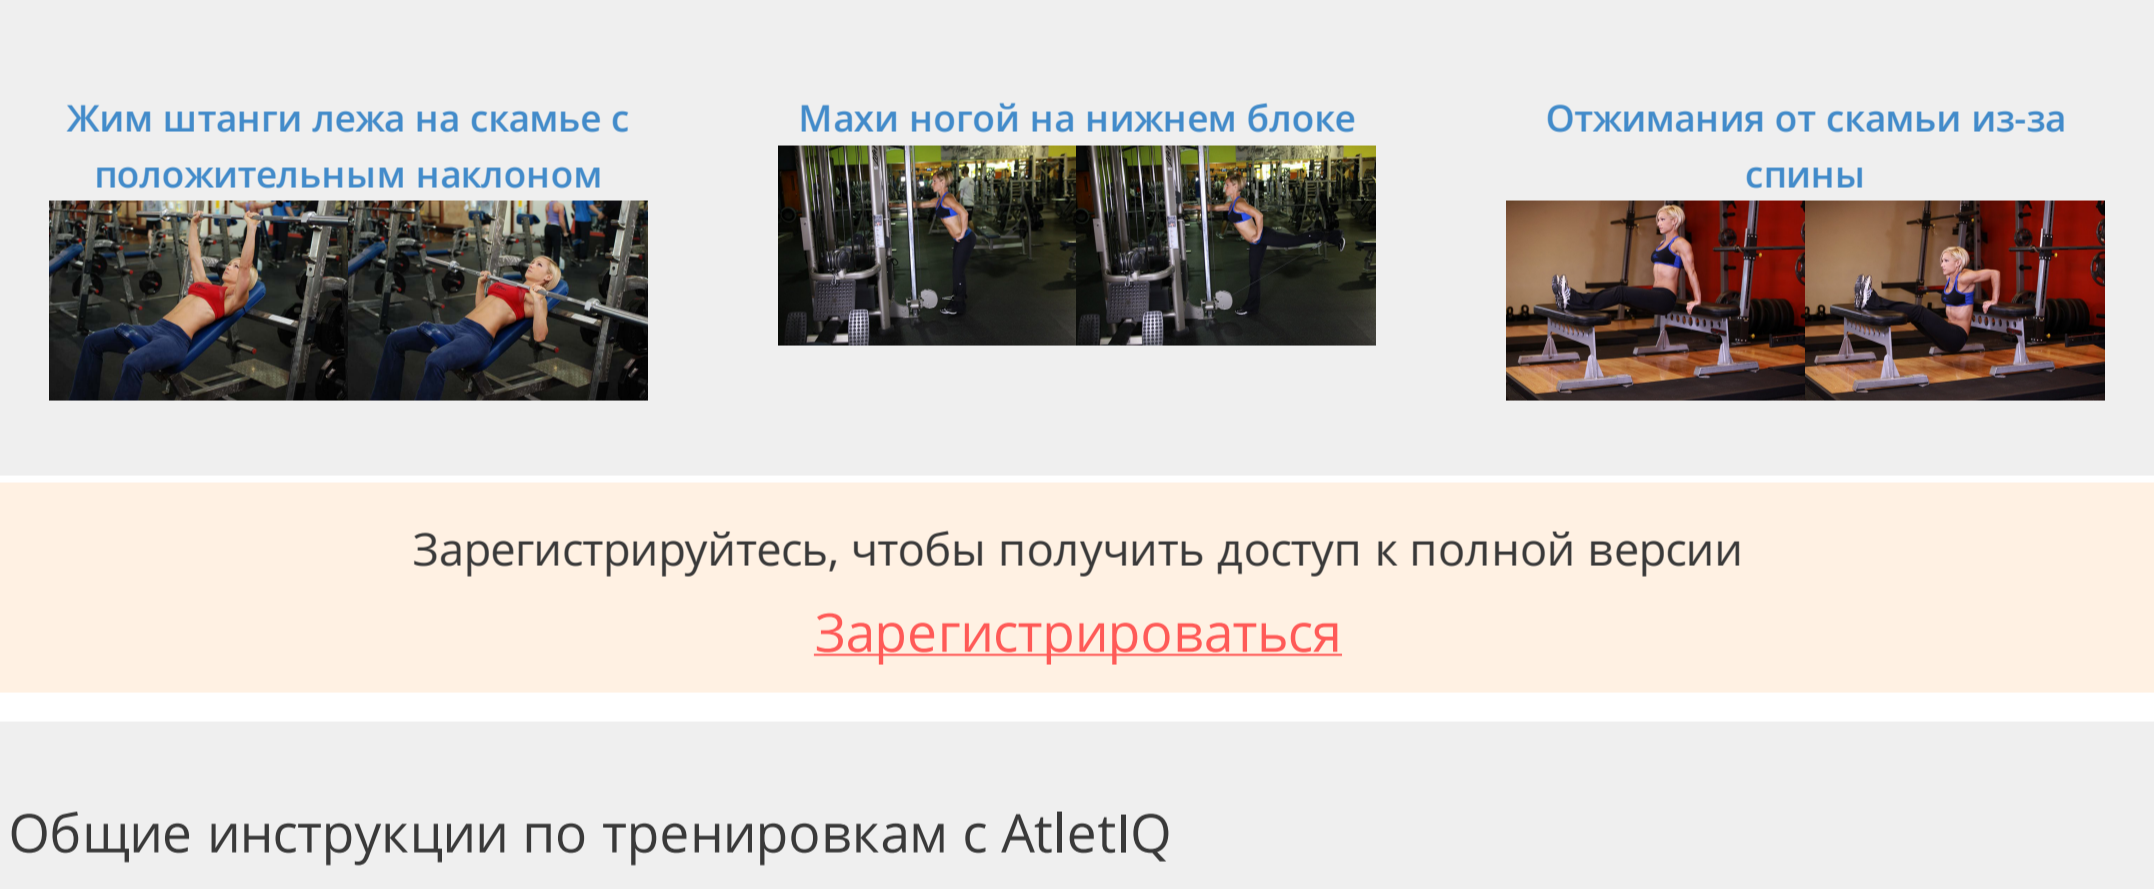 Жим штанги лежа на скамье с
положительным наклоном
Махи ногой на нижнем блоке
Отжимания от скамьи из-за
спины
Зарегистрируйтесь, чтобы получить доступ к полной версии
Зарегистрироваться
Общие инструкции по тренировкам с AtletIQ